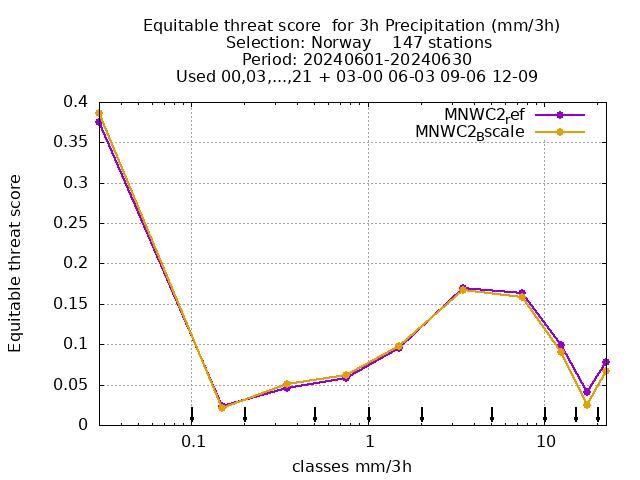 Equitable threat score  for 3h Precipitation (mm/3h)
Selection: Norway    147 stations
Period: 20240601-20240630
Used 00,03,...,21 + 03-00 06-03 09-06 12-09
MNWC2ref
MNWC2Bscale
0.4
0.35
0.3
0.25
0.2
0.15
0.1
0.05
0
Equitable threat score
0.1
1
10
classes mm/3h